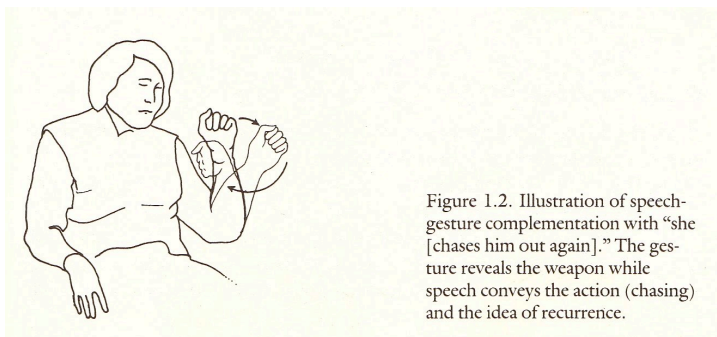 Figure 1.2. Illustration of speech-
gesture complementation with “she
[chases him out again].” The ges-
ture reveals the weapon while
speech conveys the action (chasing)
and the idea of recurrence.